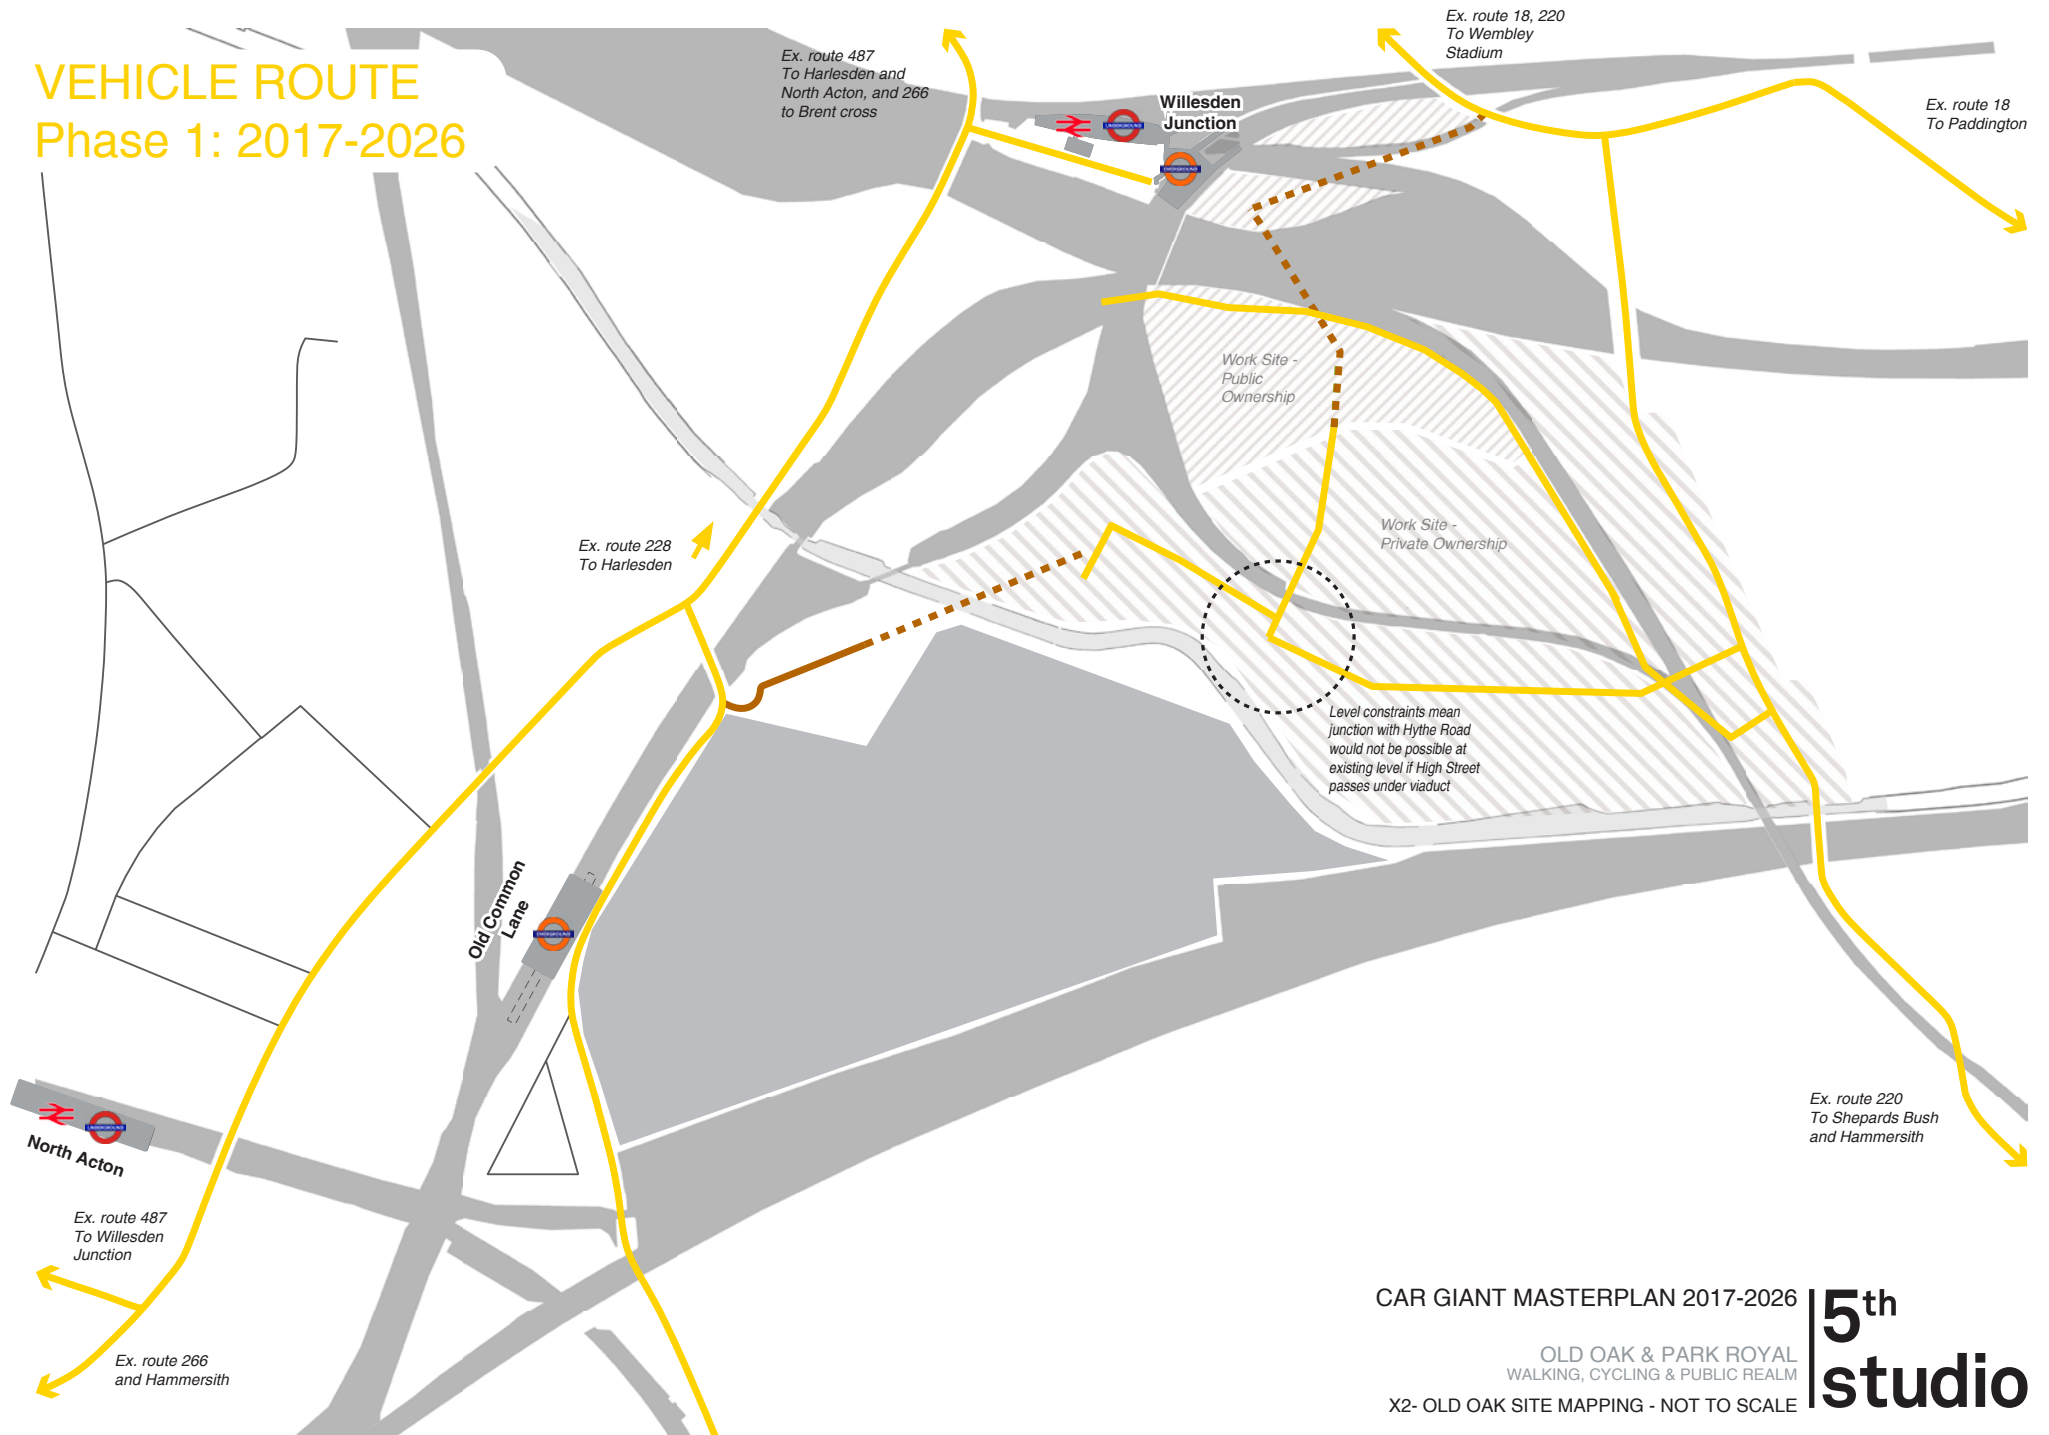 VEHICLE ROUTE
Phase 1: 2017-2026
Ex. route 487
To Harlesden and
North Acton, and 266
to Brent cross
Ex. route 18, 220
To Wembley
Stadium
Willesden
Junction
UNDERGROUND
OVERGROUND
Ex. route 18
To Paddington
Work Site -
Public
Ownership
Work Site -
Private Ownership
Ex. route 228
To Harlesden
Level constraints mean
junction with Hythe Road
would not be possible at
existing level if High Street
passes under viaduct
Old Common
Lane
OVERGROUND
UNDERGROUND
North Acton
Ex. route 220
To Shepards Bush
and Hammersith
Ex. route 487
To Willesden
Junction
Ex. route 266
and Hammersith
CAR GIANT MASTERPLAN 2017-2026
OLD OAK & PARK ROYAL
WALKING, CYCLING & PUBLIC REALM
X2- OLD OAK SITE MAPPING - NOT TO SCALE
5th
studio